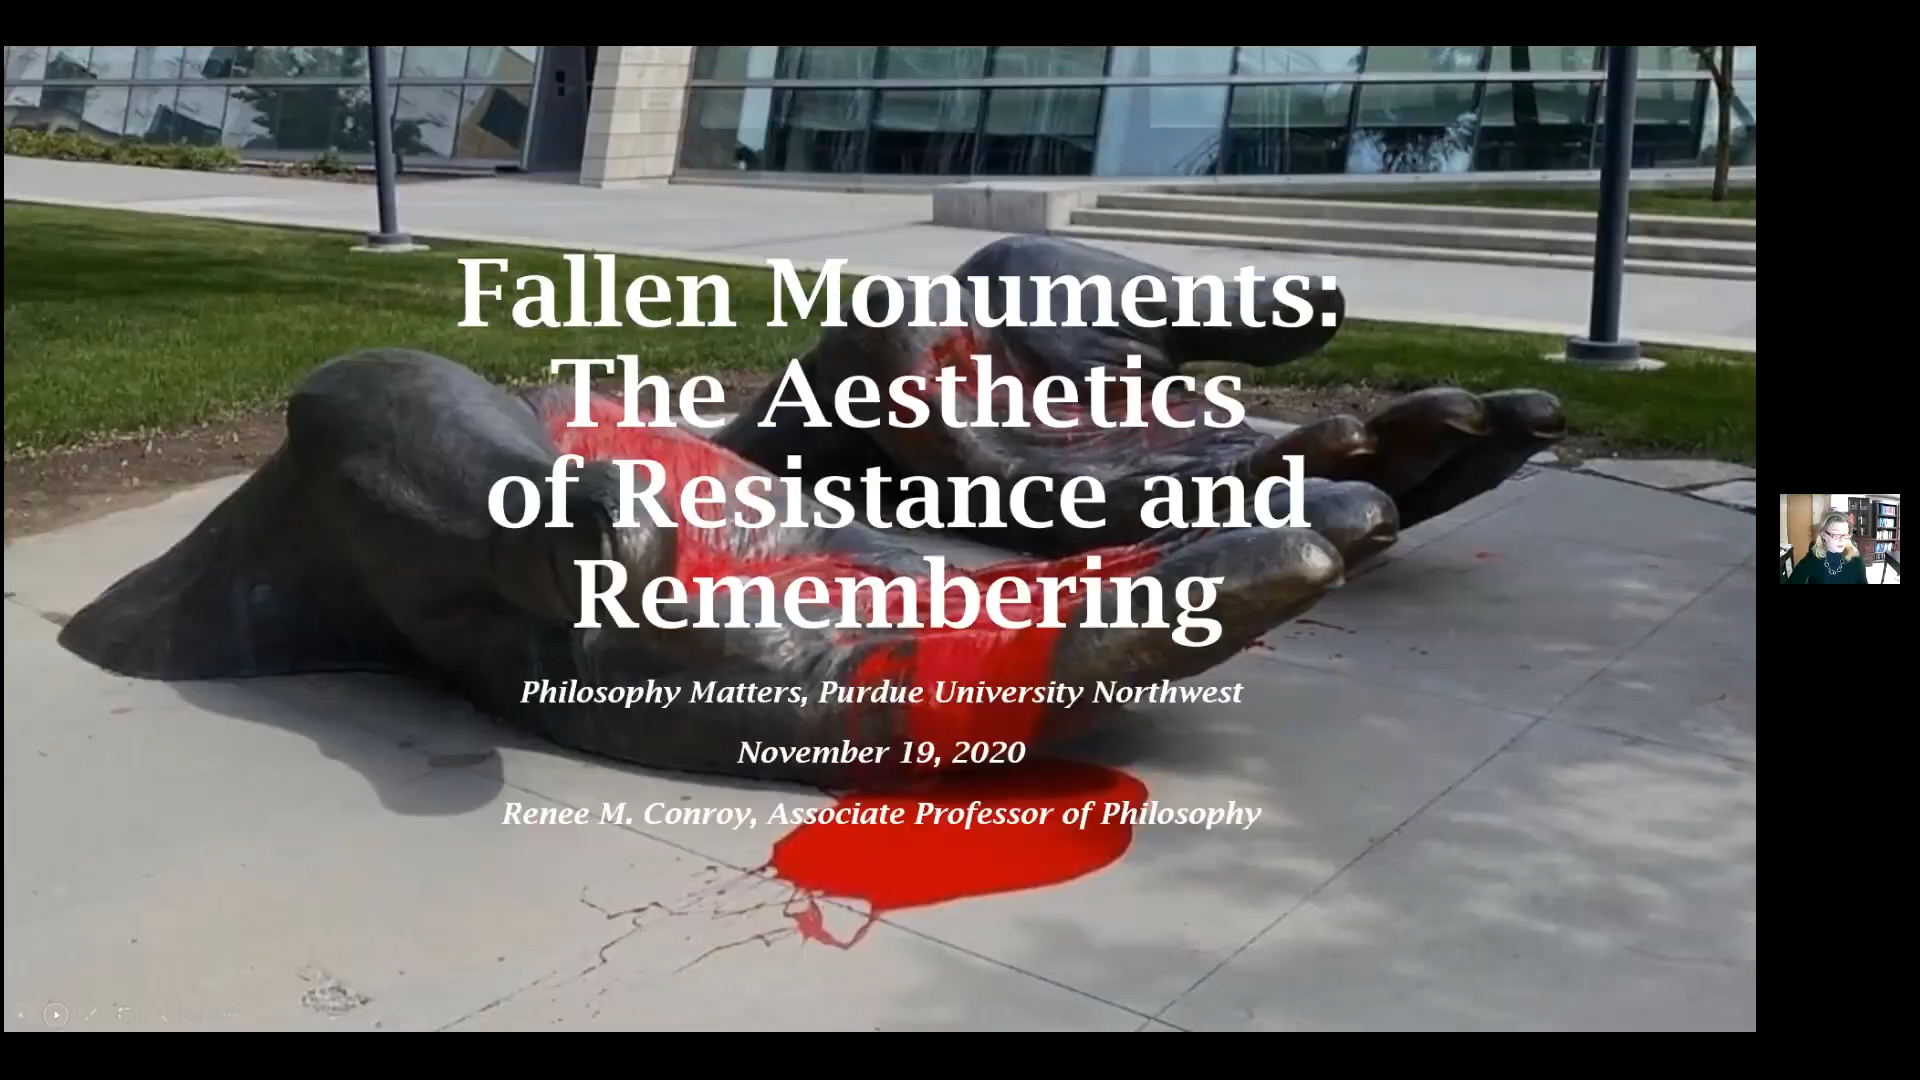 Fallen Monuments:
The Aesthetics
of Resistance and
Remembering
Philosophy Matters, Purdue University Northwest
November 19, 2020
Renee M. Conroy, Associate Professor of Philosophy